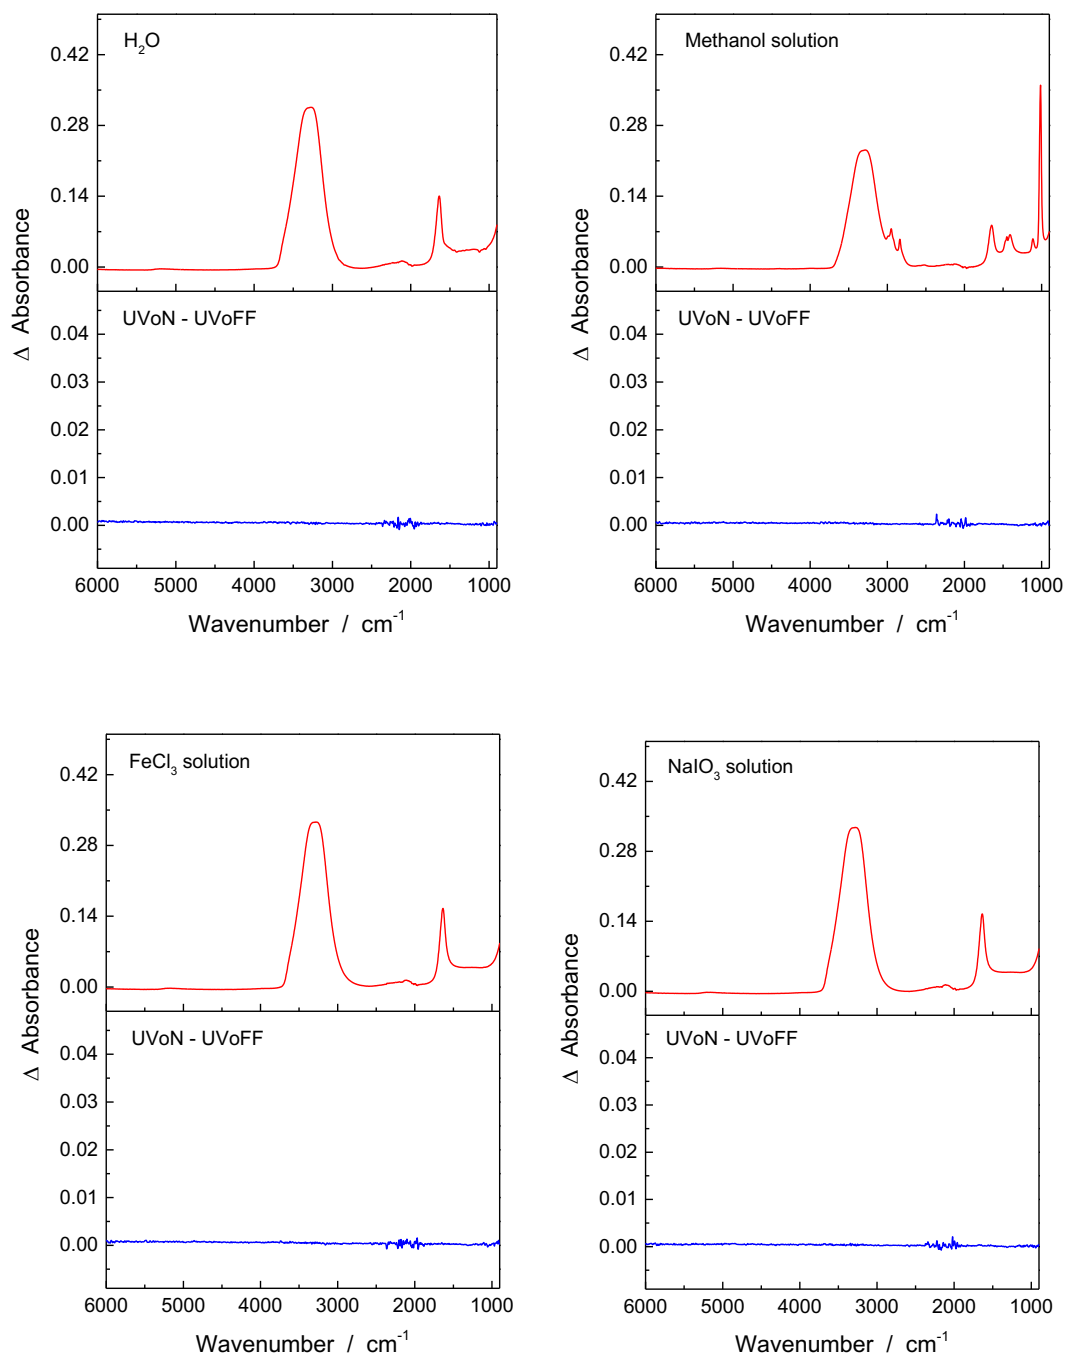 H₂O
0.42
0.28
0.14
0.00
Δ Absorbance
UVoN - UVoFF
0.04
0.03
0.02
0.01
0.00
6000 5000 4000 3000 2000 1000
Wavenumber / cm⁻¹
Methanol solution
0.42
0.28
0.14
0.00
Δ Absorbance
UVoN - UVoFF
0.04
0.03
0.02
0.01
0.00
6000 5000 4000 3000 2000 1000
Wavenumber / cm⁻¹
FeCl₃ solution
0.42
0.28
0.14
0.00
Δ Absorbance
UVoN - UVoFF
0.04
0.03
0.02
0.01
0.00
6000 5000 4000 3000 2000 1000
Wavenumber / cm⁻¹
NaIO₃ solution
0.42
0.28
0.14
0.00
Δ Absorbance
UVoN - UVoFF
0.04
0.03
0.02
0.01
0.00
6000 5000 4000 3000 2000 1000
Wavenumber / cm⁻¹